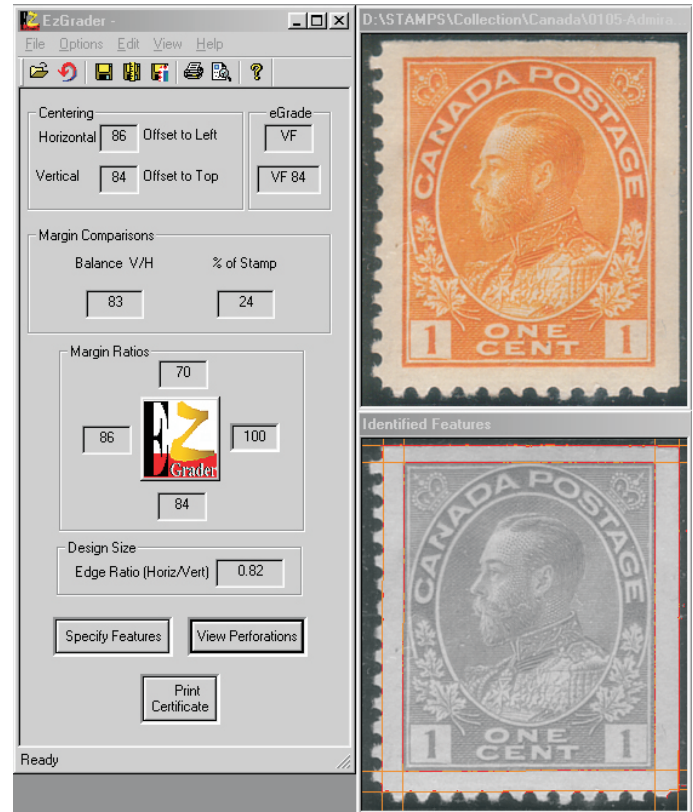 EzGrader -
File Options Edit View Help
Centering
Horizontal 86 Offset to Left
Vertical 84 Offset to Top
eGrade
VF
VF 84
Margin Comparisons
Balance V/H % of Stamp
83 24
Margin Ratios
70
86 100
EZ
Grader
84
Design Size
Edge Ratio (Horiz/Vert) 0.82
Specify Features View Perforations
Print
Certificate
Ready
D:\STAMPS\Collection\Canada\0105-Admira...
CANADA POSTAGE
1 ONE 1
CENT
Identified Features
CANADA POSTAGE
1 ONE 1
CENT